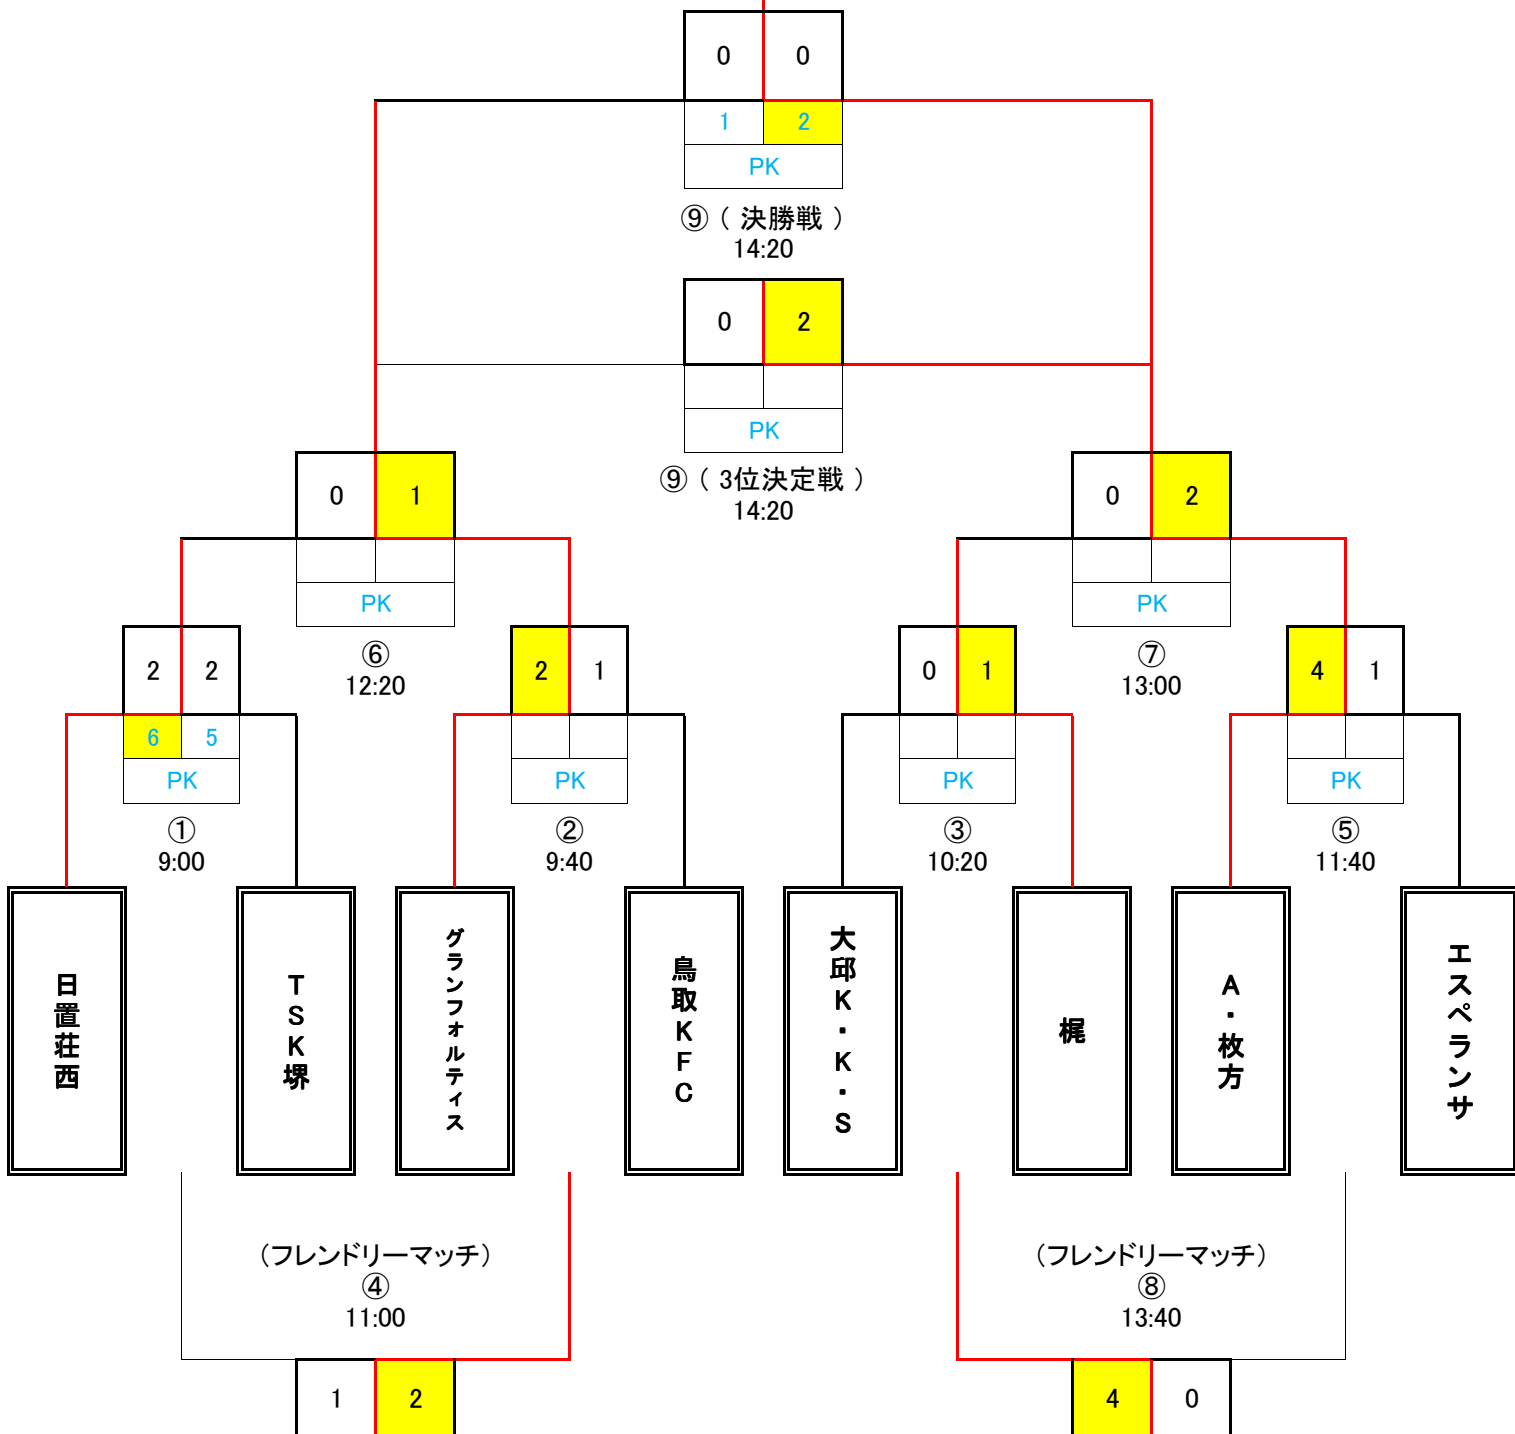 0 0
1 2
PK
⑨（ 決勝戦 ）
14:20
0 2
PK
⑨（ 3位決定戦 ）
14:20
0 1
PK
⑥
12:20
0 2
PK
⑦
13:00
2 2
6 5
PK
①
9:00
2 1
PK
②
9:40
0 1
PK
③
10:20
4 1
PK
⑤
11:40
日置荘西
TSK堺
グランフォルティス
鳥取KFC
大邱K・K・S
梶
A・枚方
エスペランサ
（フレンドリーマッチ）
④
11:00
1 2
（フレンドリーマッチ）
⑧
13:40
4 0